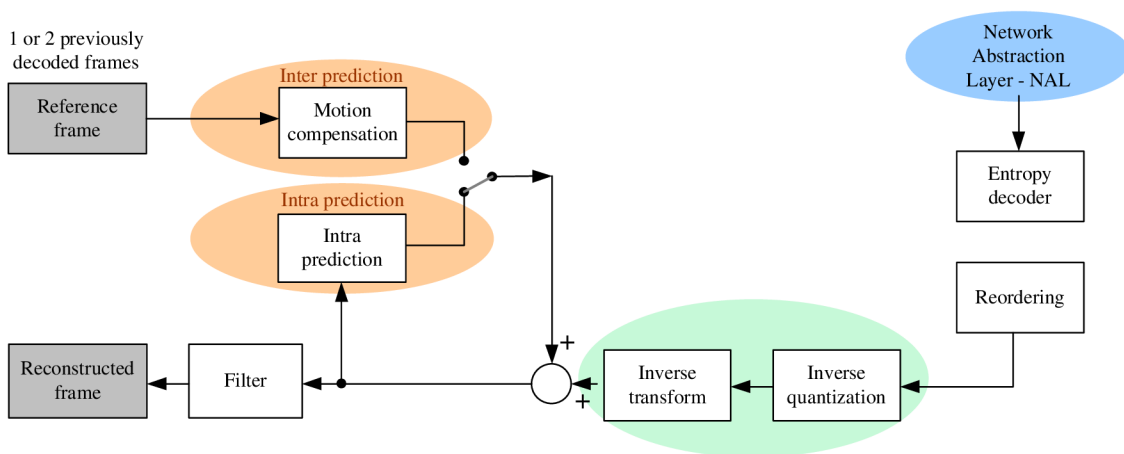 1 or 2 previously
decoded frames
Reference
frame
Inter prediction
Motion
compensation
Intra prediction
Intra
prediction
Network
Abstraction
Layer - NAL
Entropy
decoder
Reordering
Reconstructed
frame
Filter
+
+
Inverse
transform
Inverse
quantization